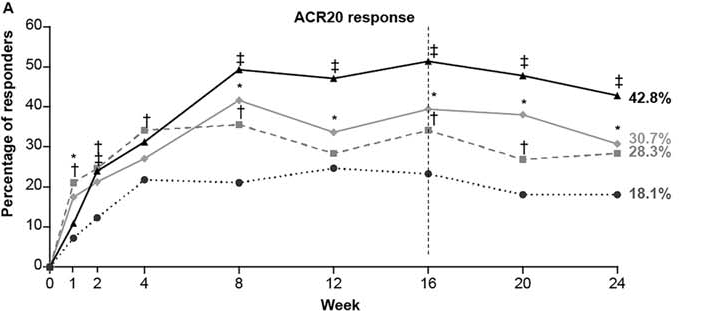 A
ACR20 response
Percentage of responders
60
50
40
30
20
10
0
* † ‡ † † ‡ * † ‡ * ‡ * † ‡ * † ‡ *
42.8%
30.7%
28.3%
18.1%
0 1 2 4 8 12 16 20 24
Week